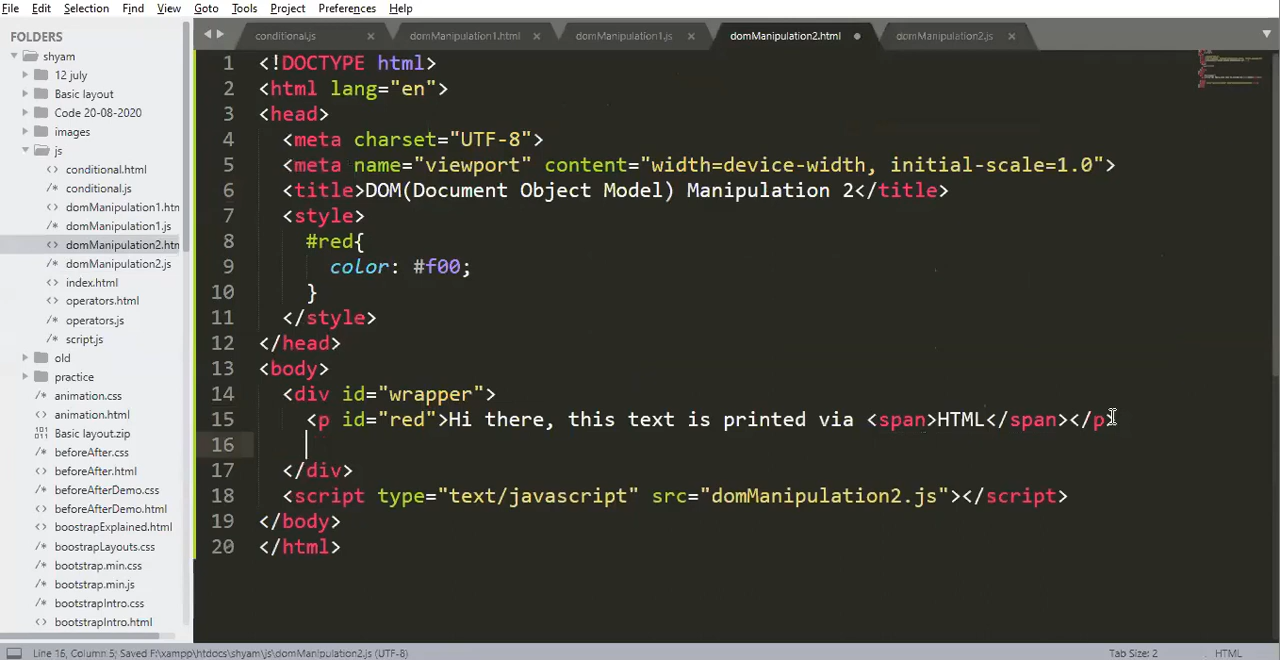 File Edit Selection Find View Goto Tools Project Preferences Help
FOLDERS
shyam
12 july
Basic layout
Code 20-08-2020
images
js
conditional.html
conditional.js
domManipulation1.htn
domManipulation1.js
domManipulation2.htn
domManipulation2.js
index.html
operators.html
operators.js
script.js
old
practice
animation.css
animation.html
Basic layout.zip
beforeAfter.css
beforeAfter.html
beforeAfterDemo.css
beforeAfterDemo.html
boostrapExplained.html
boostrapLayouts.css
bootstrap.min.css
bootstrap.min.js
bootstrapIntro.css
bootstrapIntro.html
conditional.js domManipulation1.html domManipulation1.js domManipulation2.html domManipulation2.js
1 <!DOCTYPE html>
2 <html lang="en">
3 <head>
4 <meta charset="UTF-8">
5 <meta name="viewport" content="width=device-width, initial-scale=1.0">
6 <title>DOM(Document Object Model) Manipulation 2</title>
7 <style>
8 #red{
9 color: #f00;
10 }
11 </style>
12 </head>
13 <body>
14 <div id="wrapper">
15 <p id="red">Hi there, this text is printed via <span>HTML</span></p>
16
17 </div>
18 <script type="text/javascript" src="domManipulation2.js"></script>
19 </body>
20 </html>
Line 16, Column 5; Saved F:\xampp\htdocs\shyam\js\domManipulation2.js (UTF-8) Tab Size: 2 HTML